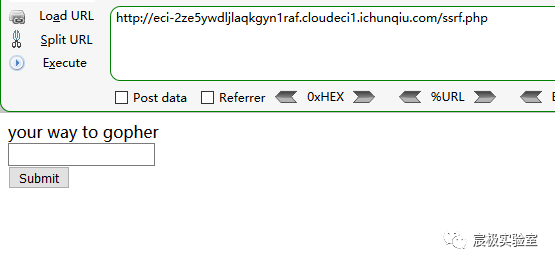 Load URL
http://eci-2ze5ywdljlaqkgyn1raf.cloudeci1.ichunqiu.com/ssrf.php
Split URL
Execute
Post data Referrer 0xHEX %URL
your way to gopher
Submit
宸极实验室